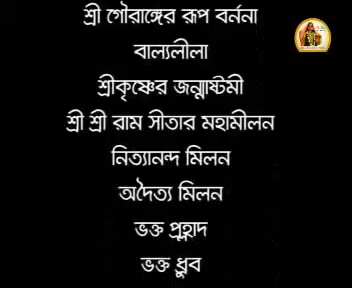 শ্রী গৌরাঙ্গের রূপ বর্ননা
বাল্যলীলা
শ্রীকৃষ্ণের জন্মাষ্টমী
শ্রী শ্রী রাম সীতার মহামীলন
নিত্যানন্দ মিলন
অদৈত্য মিলন
ভক্ত প্রহ্লাদ
ভক্ত ধ্রুব